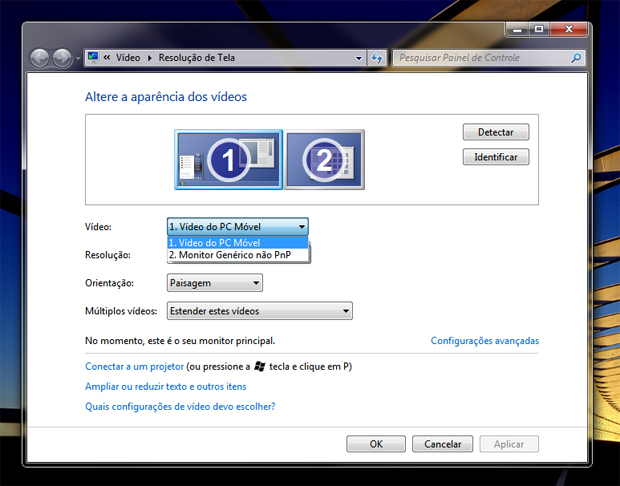 « Vídeo ▸ Resolução de Tela
Pesquisar Painel de Controle
Altere a aparência dos vídeos
1
2
Detectar
Identificar
Vídeo:
1. Vídeo do PC Móvel
1. Vídeo do PC Móvel
2. Monitor Genérico não PnP
Resolução:
Orientação:
Paisagem
Múltiplos vídeos:
Estender estes vídeos
No momento, este é o seu monitor principal.
Configurações avançadas
Conectar a um projetor (ou pressione a tecla e clique em P)
Ampliar ou reduzir texto e outros itens
Quais configurações de vídeo devo escolher?
OK
Cancelar
Aplicar